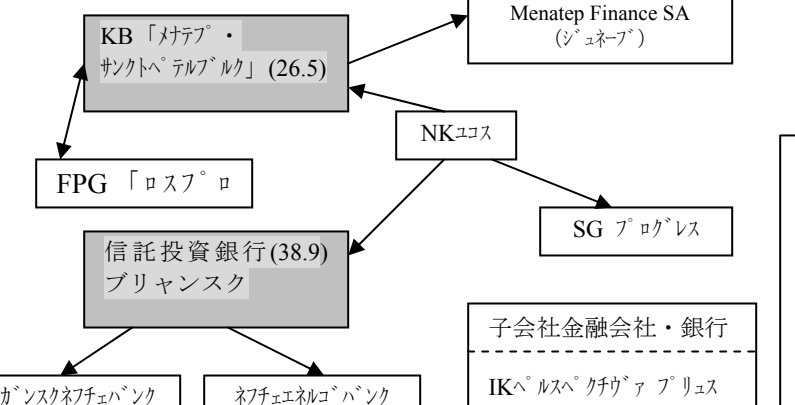 Menatep Finance SA
(ｼﾞｭﾈｰﾌﾞ)
KB「ﾒﾅﾃﾌﾟ・
ｻﾝｸﾄﾍﾟﾃﾙﾌﾞﾙｸ」(26.5)
NKﾕｺｽ
FPG「ﾛｽﾌﾟﾛ
SG ﾌﾟﾛｸﾞﾚｽ
信託投資銀行(38.9)
ブリャンスク
子会社金融会社・銀行
IKﾍﾟﾙｽﾍﾟｸﾁｳﾞｧ ﾌﾟﾘｭｽ
ｶﾞﾝｽｸﾈﾌﾁｪﾊﾞﾝｸ
ﾈﾌﾁｪｴﾈﾙｺﾞﾊﾞﾝｸ